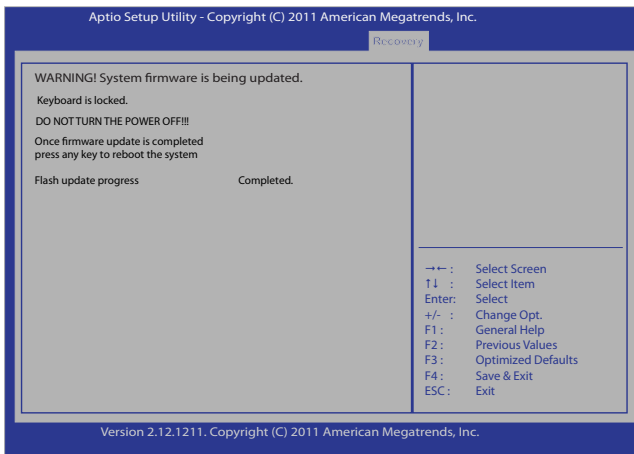 Aptio Setup Utility - Copyright (C) 2011 American Megatrends, Inc.
Recovery
WARNING! System firmware is being updated.
Keyboard is locked.
DO NOT TURN THE POWER OFF!!!
Once firmware update is completed
press any key to reboot the system
Flash update progress Completed.
→← : Select Screen
↑↓ : Select Item
Enter: Select
+/- : Change Opt.
F1 : General Help
F2 : Previous Values
F3 : Optimized Defaults
F4 : Save & Exit
ESC : Exit
Version 2.12.1211. Copyright (C) 2011 American Megatrends, Inc.